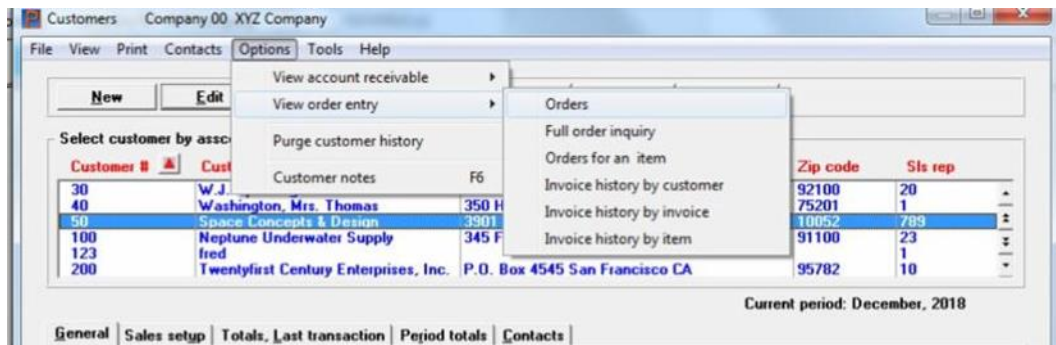 Customers Company 00 XYZ Company
File View Print Contacts Options Tools Help
View account receivable
New Edit View order entry Orders
Full order inquiry
Select customer by Purge customer history
Orders for an item
Customer # Customer notes F6 Zip code Sls rep
Invoice history by customer
30 W.J. 92100 20
40 Washington, Mrs. Thomas 350 75201 1
Invoice history by invoice
50 Space Concepts & Design 3901 10052 789
100 Neptune Underwater Supply 345 Invoice history by item 91100 23
123 fred 1
200 Twentyfirst Century Enterprises, Inc. P.O. Box 4545 San Francisco CA 95782 10
Current period: December, 2018
General Sales setup Totals, Last transaction Period totals Contacts